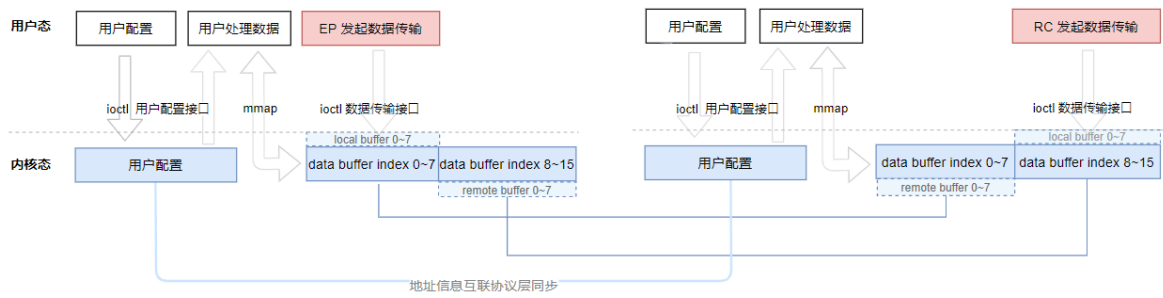 用户态
用户配置
用户处理数据
EP 发起数据传输
用户配置
用户处理数据
RC 发起数据传输
ioctl 用户配置接口
mmap
ioctl 数据传输接口
ioctl 用户配置接口
mmap
ioctl 数据传输接口
local buffer 0~7
local buffer 0~7
内核态
用户配置
data buffer index 0~7
data buffer index 8~15
用户配置
data buffer index 0~7
data buffer index 8~15
remote buffer 0~7
remote buffer 0~7
地址信息互联协议层同步